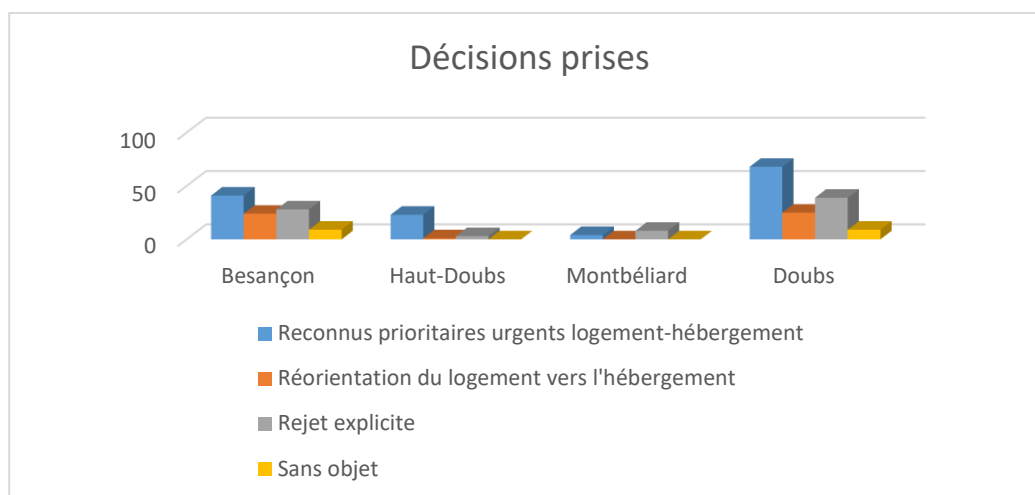 Décisions prises
100
50
0
Besançon Haut-Doubs Montbéliard Doubs
Reconnus prioritaires urgents logement-hébergement
Réorientation du logement vers l'hébergement
Rejet explicite
Sans objet